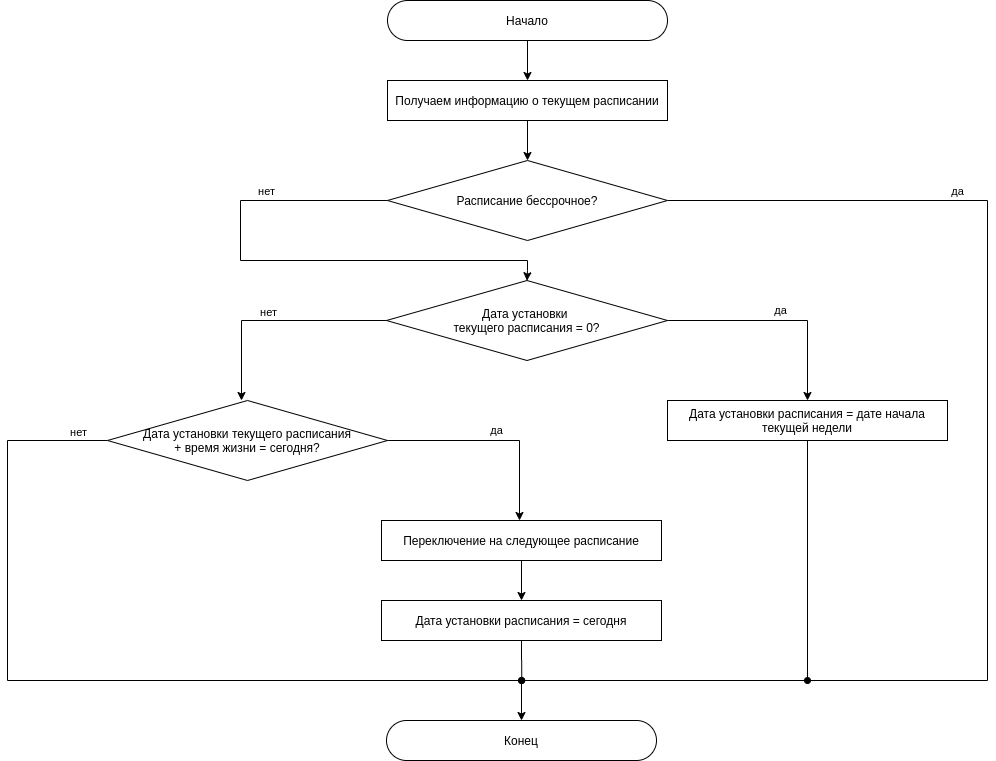 Начало
Получаем информацию о текущем расписании
нет
да
Расписание бессрочное?
нет
да
Дата установки
текущего расписания = 0?
нет
да
Дата установки текущего расписания
+ время жизни = сегодня?
Дата установки расписания = дате начала
текущей недели
Переключение на следующее расписание
Дата установки расписания = сегодня
Конец